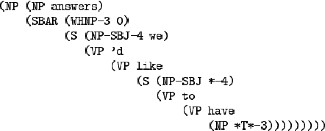 (NP (NP answers)
(SBAR (WHNP-3 0)
(S (NP-SBJ-4 we)
(VP 'd
(VP like
(S (NP-SBJ *-4)
(VP to
(VP have
(NP *T*-3)))))))))